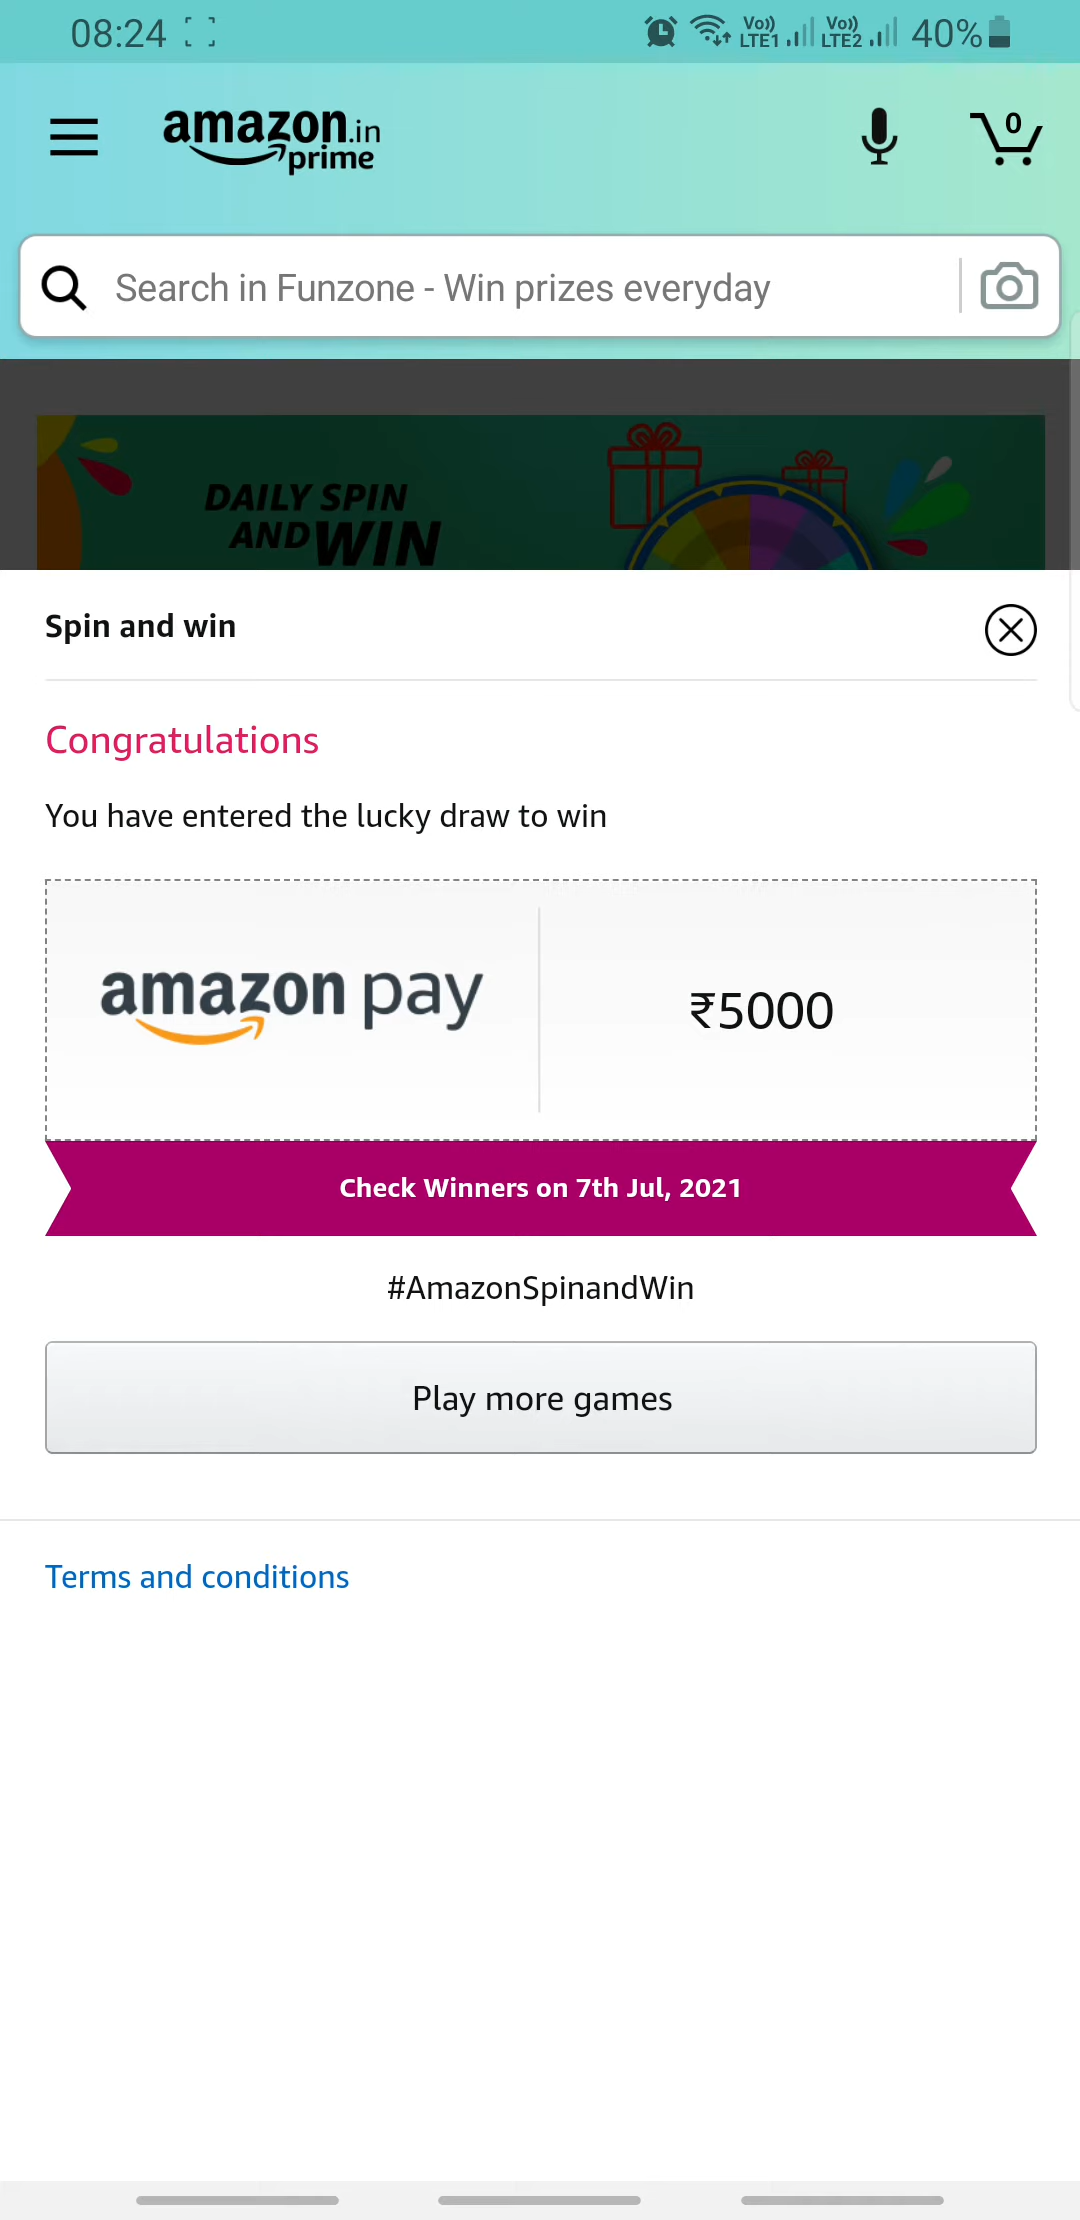 08:24
Vo)) LTE1 Vo)) LTE2 40%
amazon.in
prime
0
Search in Funzone - Win prizes everyday
DAILY SPIN
AND WIN
Spin and win
Congratulations
You have entered the lucky draw to win
amazon pay
₹5000
Check Winners on 7th Jul, 2021
#AmazonSpinandWin
Play more games
Terms and conditions